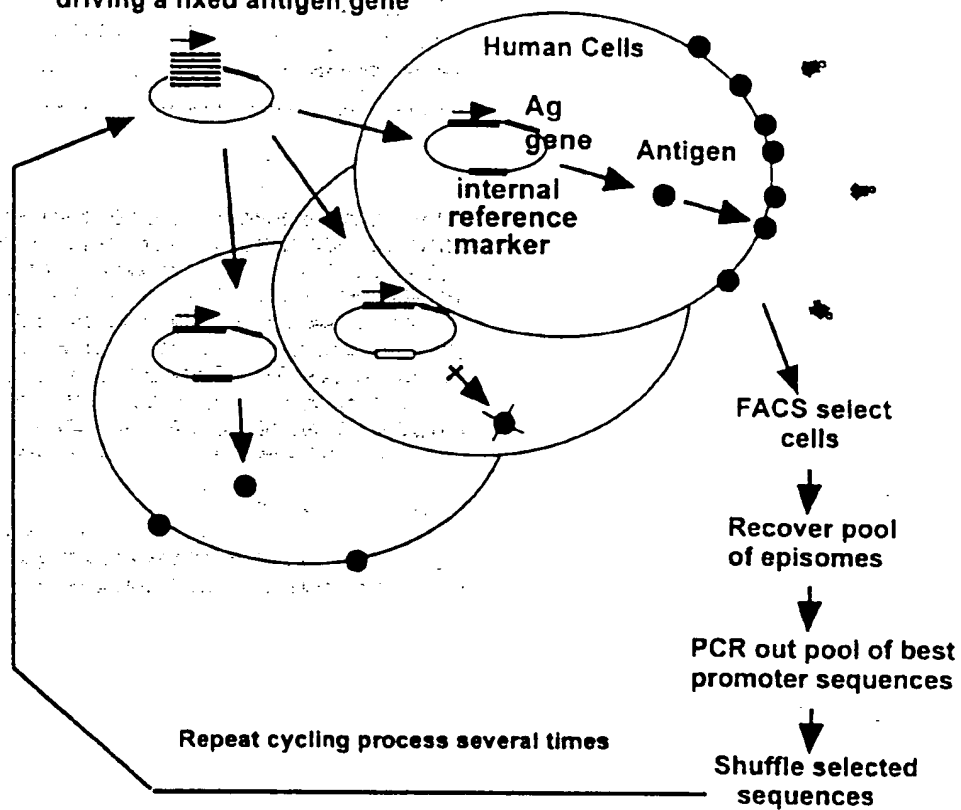 driving a fixed antigen gene
Human Cells
Ag
gene
Antigen
internal
reference
marker
FACS select
cells
Recover pool
of episomes
PCR out pool of best
promoter sequences
Repeat cycling process several times
Shuffle selected
sequences